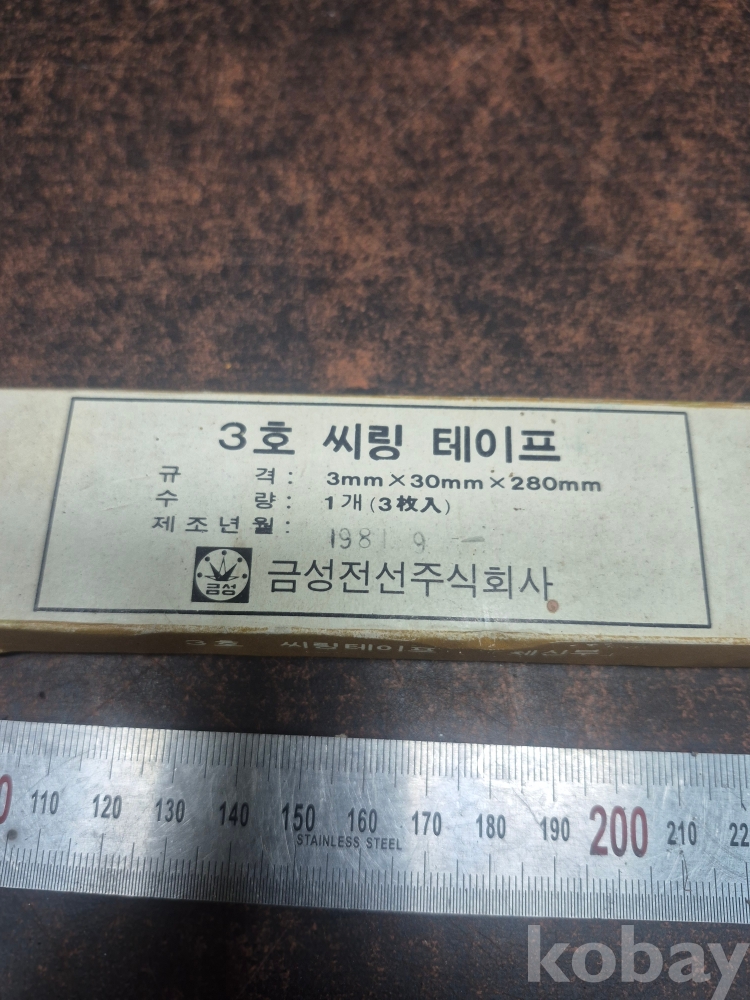 3호 씨링 테이프
규 격 : 3mm×30mm×280mm
수 량 : 1개(3枚入)
제조년월 : 1981. 9
금성 금성전선주식회사
3호 씨링테이프
110 120 130 140 150 160 170 180 190 200 210
STAINLESS STEEL
kobay